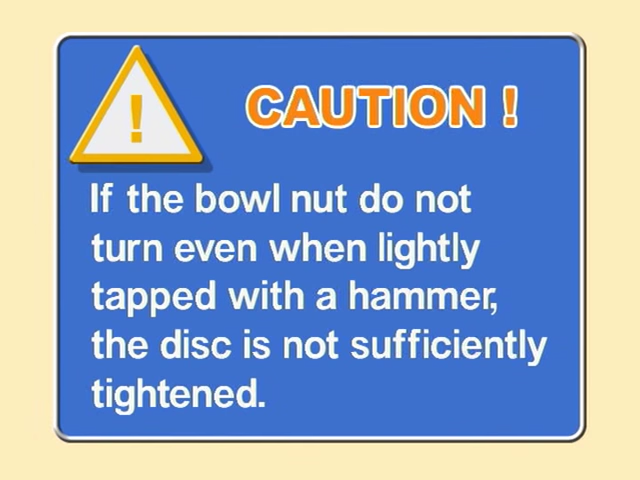 !
CAUTION !
If the bowl nut do not
turn even when lightly
tapped with a hammer,
the disc is not sufficiently
tightened.